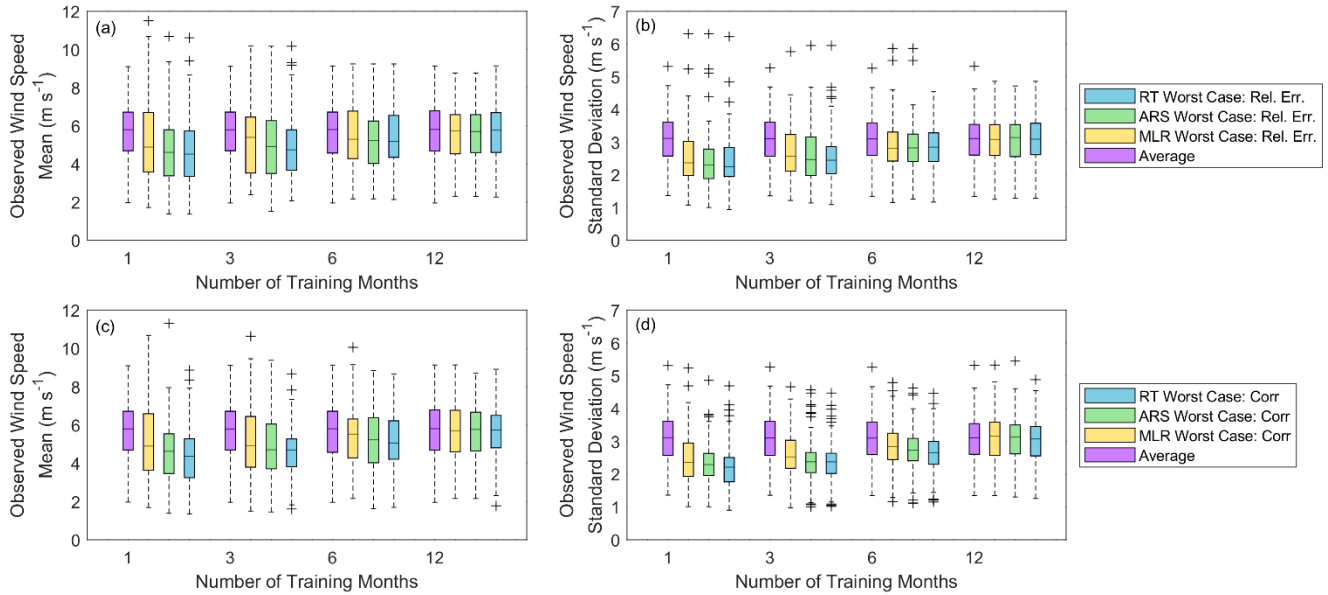 (a)
Observed Wind Speed
Mean (m s⁻¹)
12
10
8
6
4
2
0
1 3 6 12
Number of Training Months
(b)
Observed Wind Speed
Standard Deviation (m s⁻¹)
7
6
5
4
3
2
1
0
1 3 6 12
Number of Training Months
RT Worst Case: Rel. Err.
ARS Worst Case: Rel. Err.
MLR Worst Case: Rel. Err.
Average
(c)
Observed Wind Speed
Mean (m s⁻¹)
12
10
8
6
4
2
0
1 3 6 12
Number of Training Months
(d)
Observed Wind Speed
Standard Deviation (m s⁻¹)
7
6
5
4
3
2
1
0
1 3 6 12
Number of Training Months
RT Worst Case: Corr
ARS Worst Case: Corr
MLR Worst Case: Corr
Average